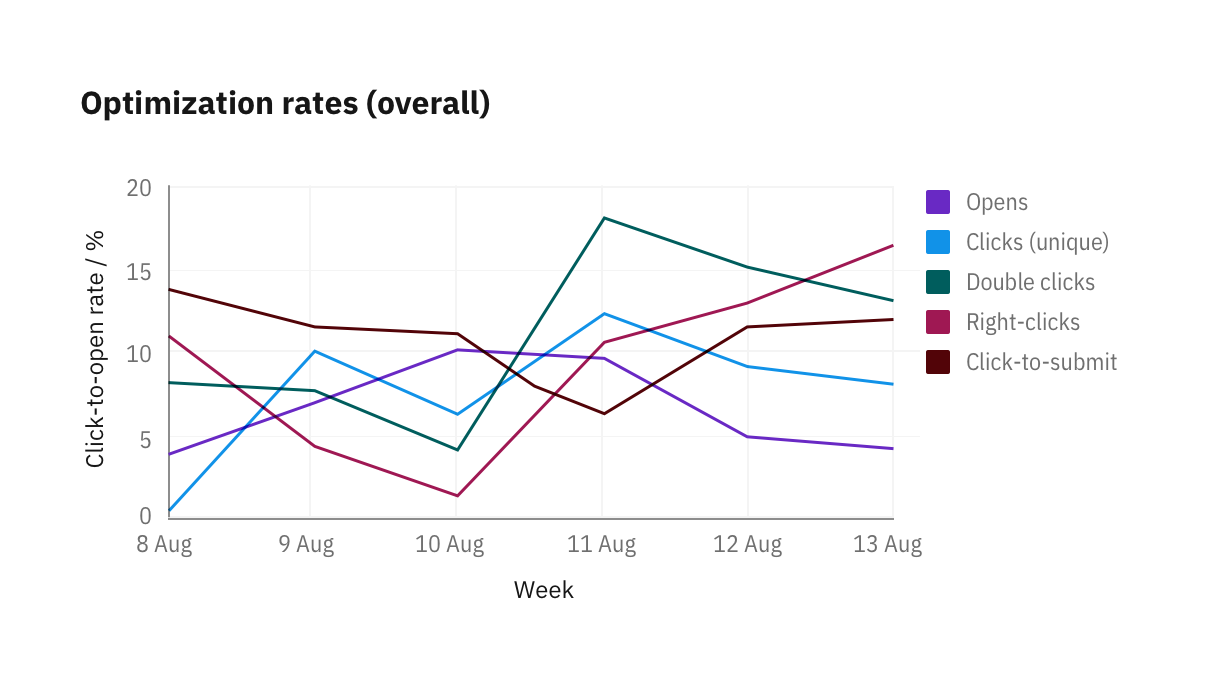 Optimization rates (overall)
Click-to-open rate / %
20
15
10
5
0
8 Aug 9 Aug 10 Aug 11 Aug 12 Aug 13 Aug
Week
Opens
Clicks (unique)
Double clicks
Right-clicks
Click-to-submit